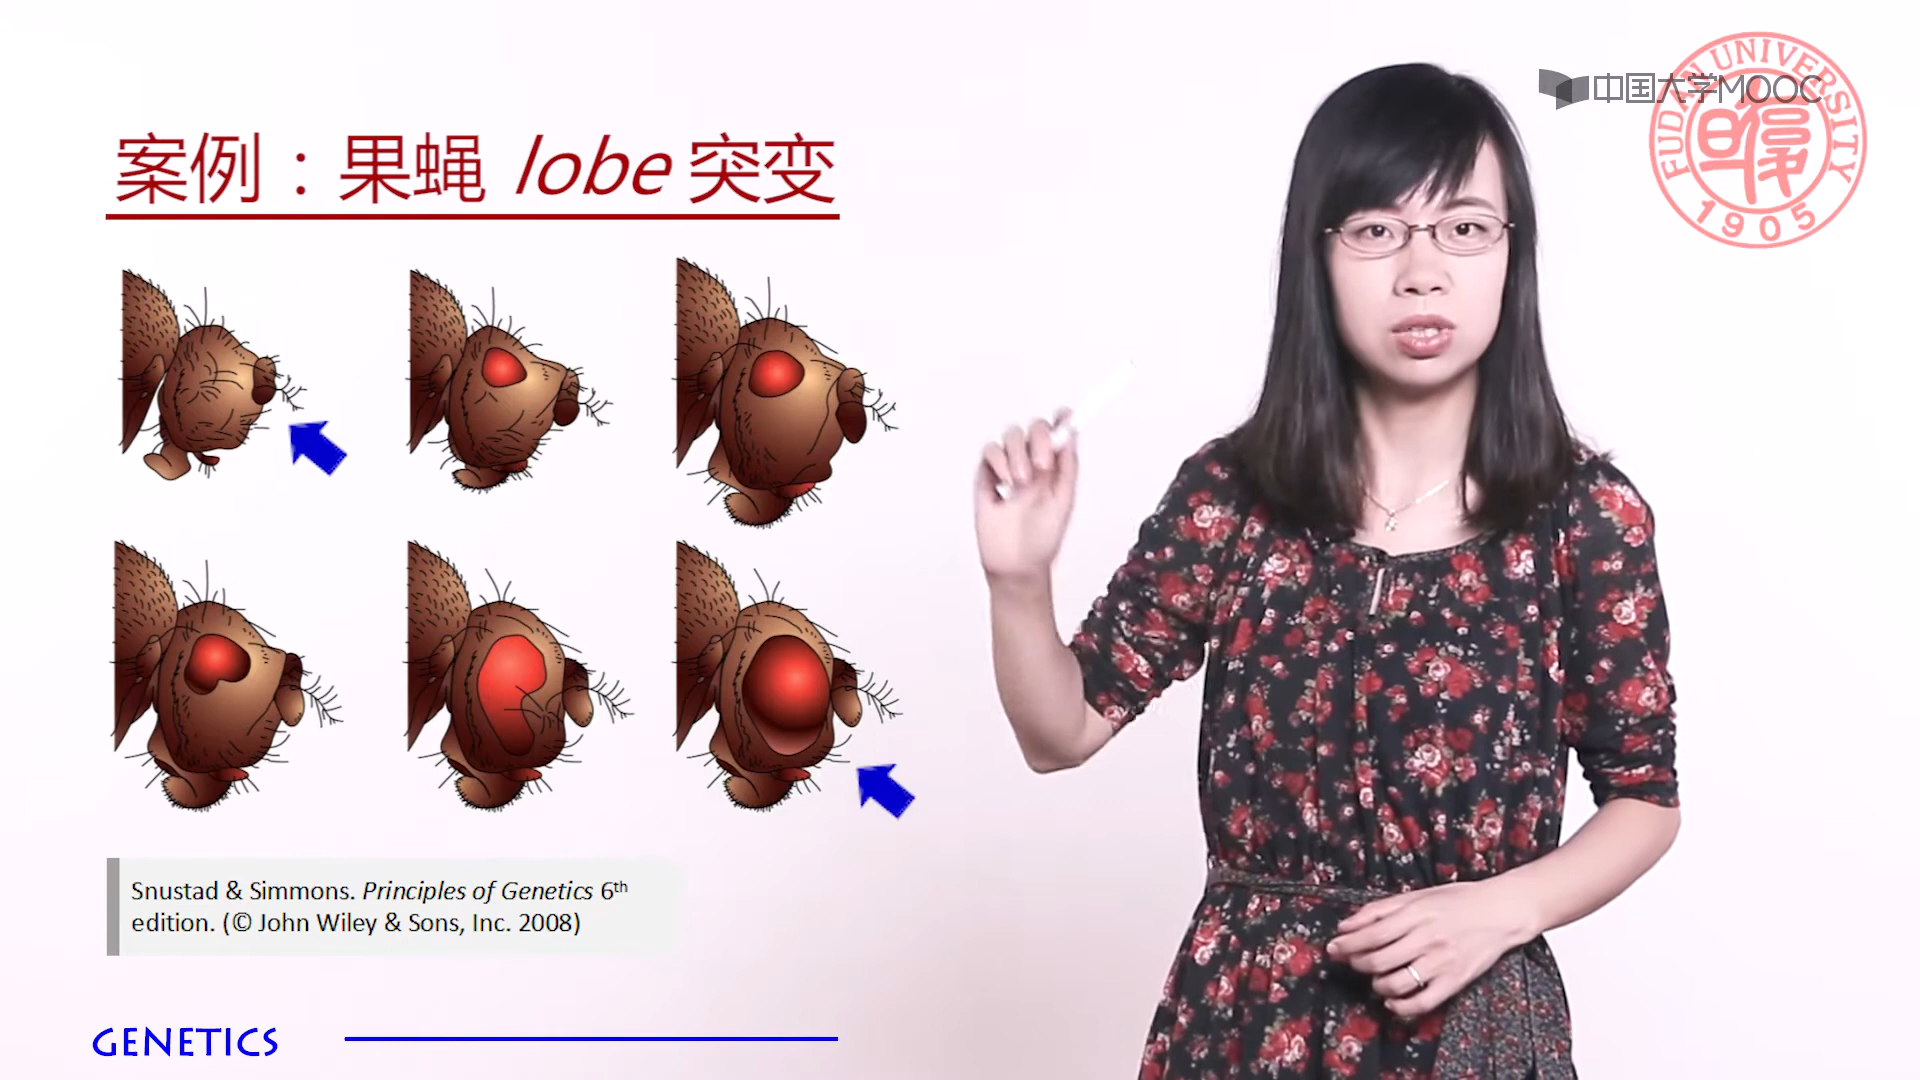 案例：果蝇 lobe 突变
中国大学MOOC
FUDAN UNIVERSITY
1905
Snustad & Simmons. Principles of Genetics 6th
edition. (© John Wiley & Sons, Inc. 2008)
GENETICS